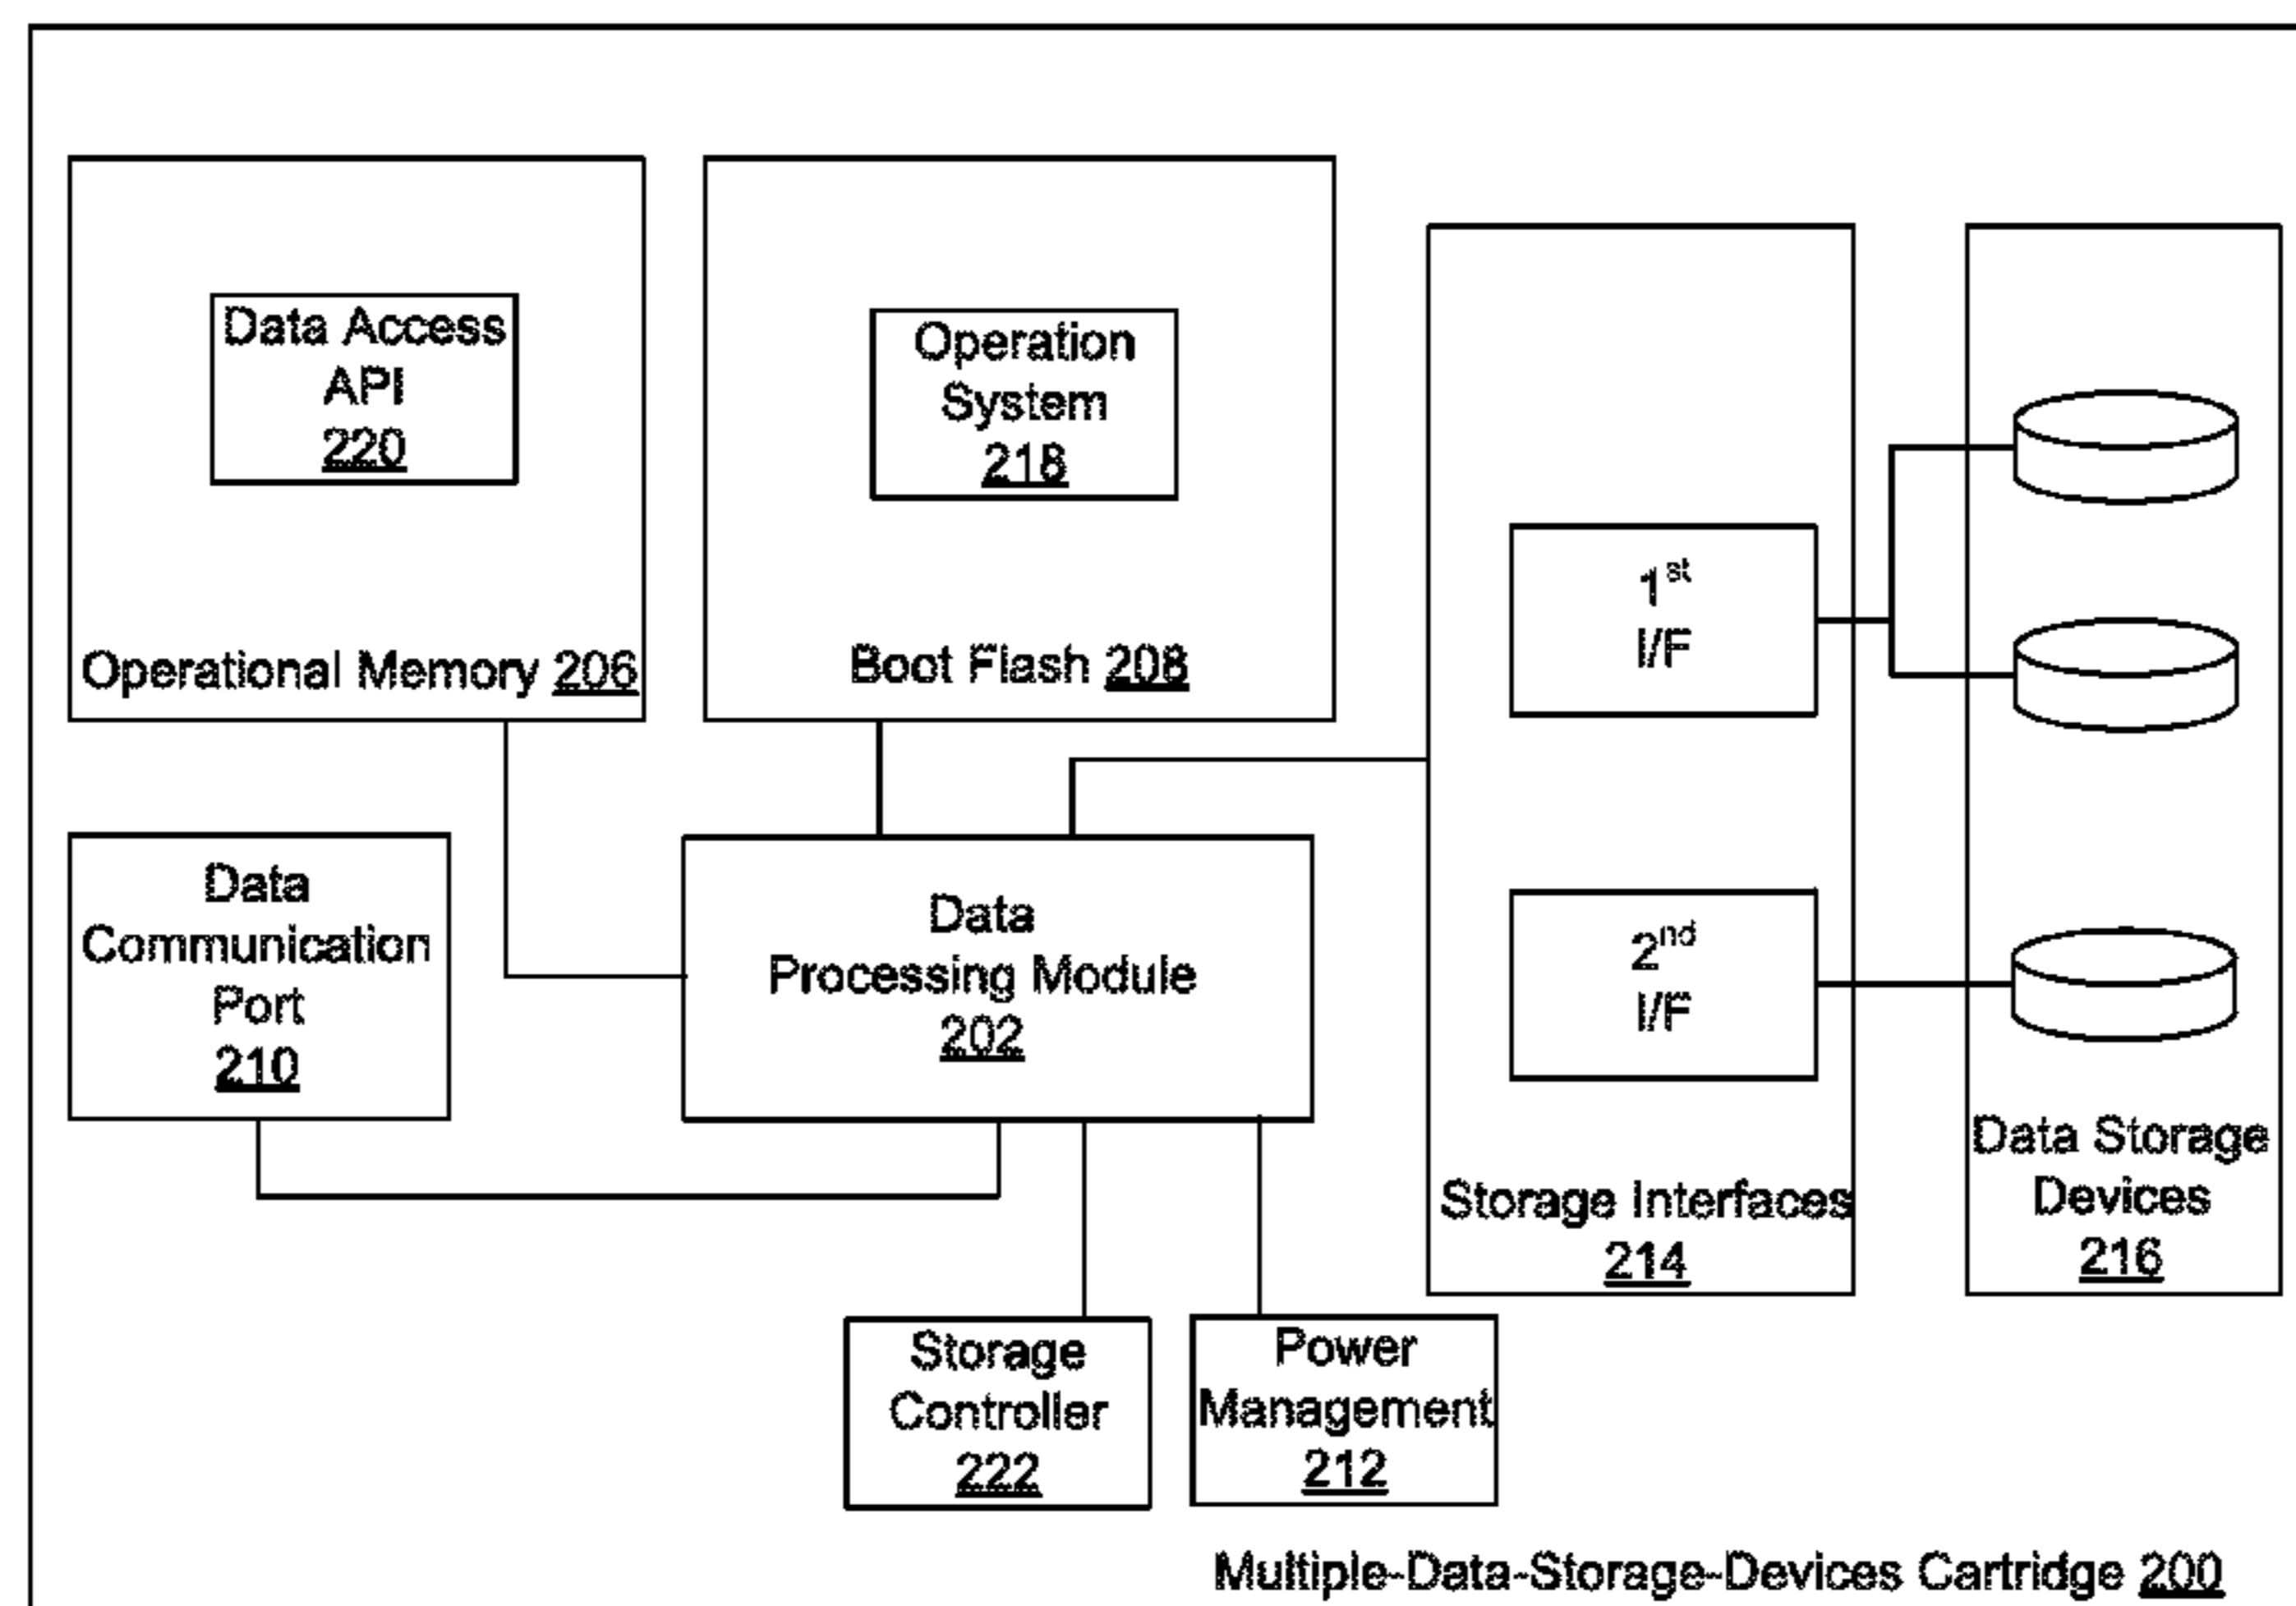 Data Access
API
220
Operational Memory 206
Operation
System
218
Boot Flash 208
1st
I/F
2nd
I/F
Storage Interfaces
214
Data Storage
Devices
216
Data
Communication
Port
210
Data
Processing Module
202
Storage
Controller
222
Power
Management
212
Multiple-Data-Storage-Devices Cartridge 200